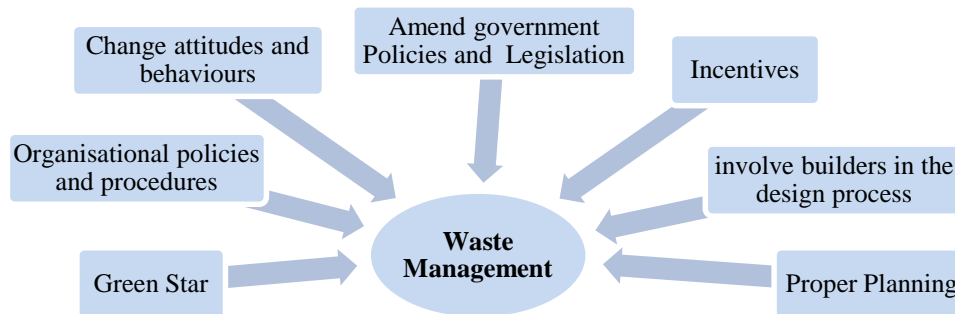 Change attitudes and
behaviours
Amend government
Policies and Legislation
Incentives
Organisational policies
and procedures
involve builders in the
design process
Waste
Management
Green Star
Proper Planning